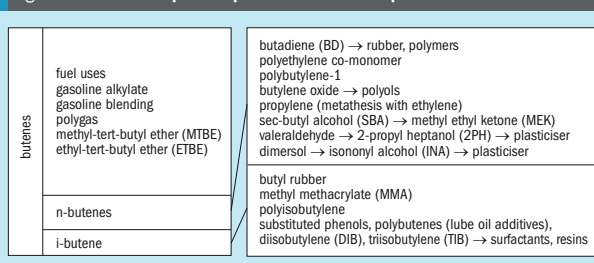 butenes
fuel uses
gasoline alkylate
gasoline blending
polygas
methyl-tert-butyl ether (MTBE)
ethyl-tert-butyl ether (ETBE)
n-butenes
i-butene
butadiene (BD) → rubber, polymers
polyethylene co-monomer
polybutylene-1
butylene oxide → polyols
propylene (metathesis with ethylene)
sec-butyl alcohol (SBA) → methyl ethyl ketone (MEK)
valeraldehyde → 2-propyl heptanol (2PH) → plasticiser
dimersol → isononyl alcohol (INA) → plasticiser
butyl rubber
methyl methacrylate (MMA)
polyisobutylene
substituted phenols, polybutenes (lube oil additives),
diisobutylene (DIB), triisobutylene (TIB) → surfactants, resins